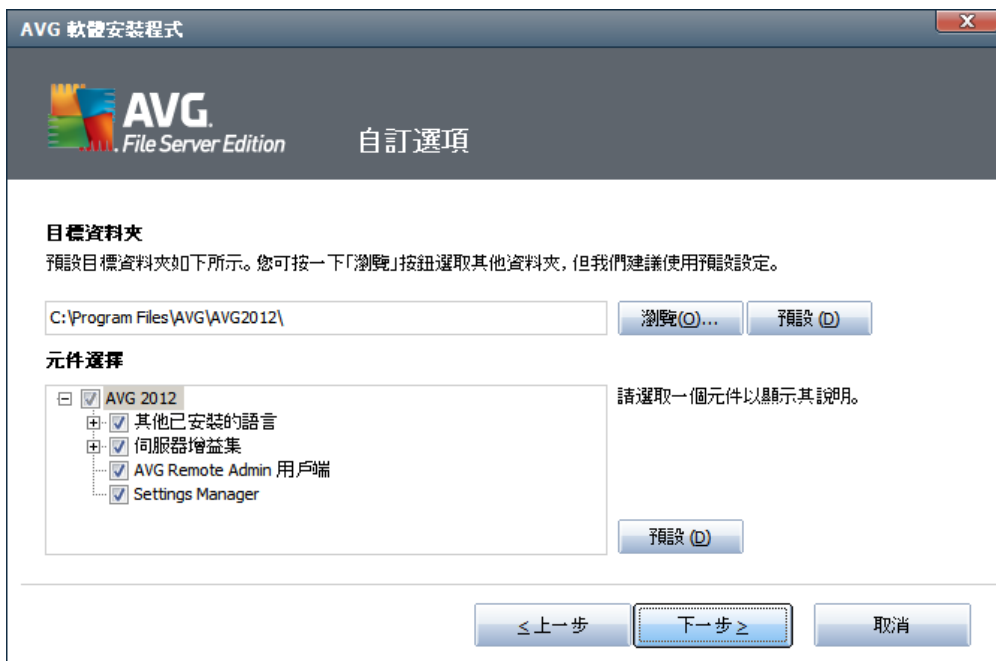 AVG 軟體安裝程式
AVG.
File Server Edition
自訂選項
目標資料夾
預設目標資料夾如下所示。您可按一下「瀏覽」按鈕選取其他資料夾，但我們建議使用預設設定。
C:\Program Files\AVG\AVG2012\
瀏覽(O)...
預設 (D)
元件選擇
AVG 2012
其他已安裝的語言
伺服器增益集
AVG Remote Admin 用戶端
Settings Manager
請選取一個元件以顯示其說明。
預設 (D)
≤上一步
下一步≥
取消